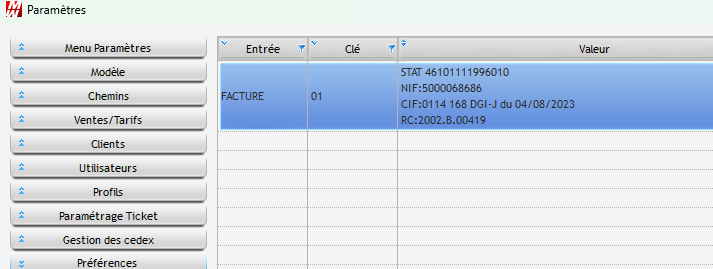 Paramètres
Menu Paramètres
Modèle
Chemins
Ventes/Tarifs
Clients
Utilisateurs
Profils
Paramétrage Ticket
Gestion des cedex
Préférences
Entrée Clé Valeur
FACTURE 01
STAT 46101111996010
NIF:5000068686
CIF:0114 168 DGI-J du 04/08/2023
RC:2002.B.00419